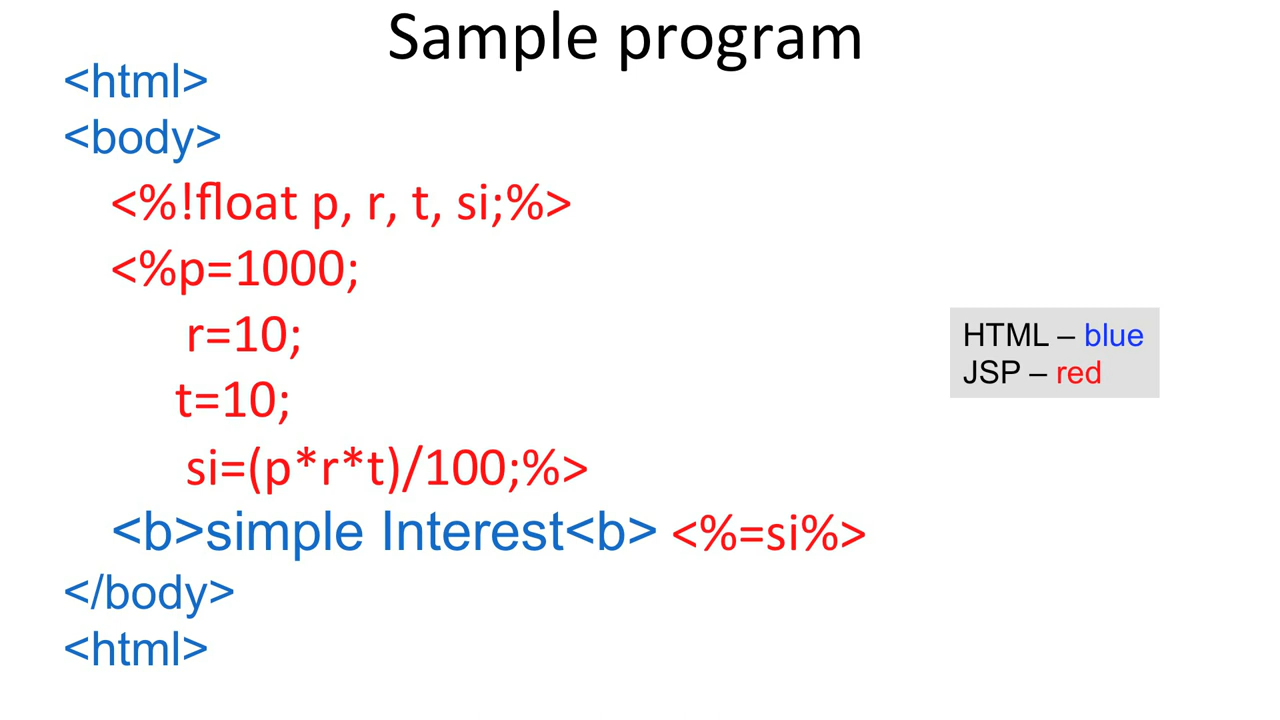 Sample program
<html>
<body>
<%!float p, r, t, si;%>
<%p=1000;
r=10;
t=10;
si=(p*r*t)/100;%>
<b>simple Interest<b> <%=si%>
</body>
<html>
HTML – blue
JSP – red